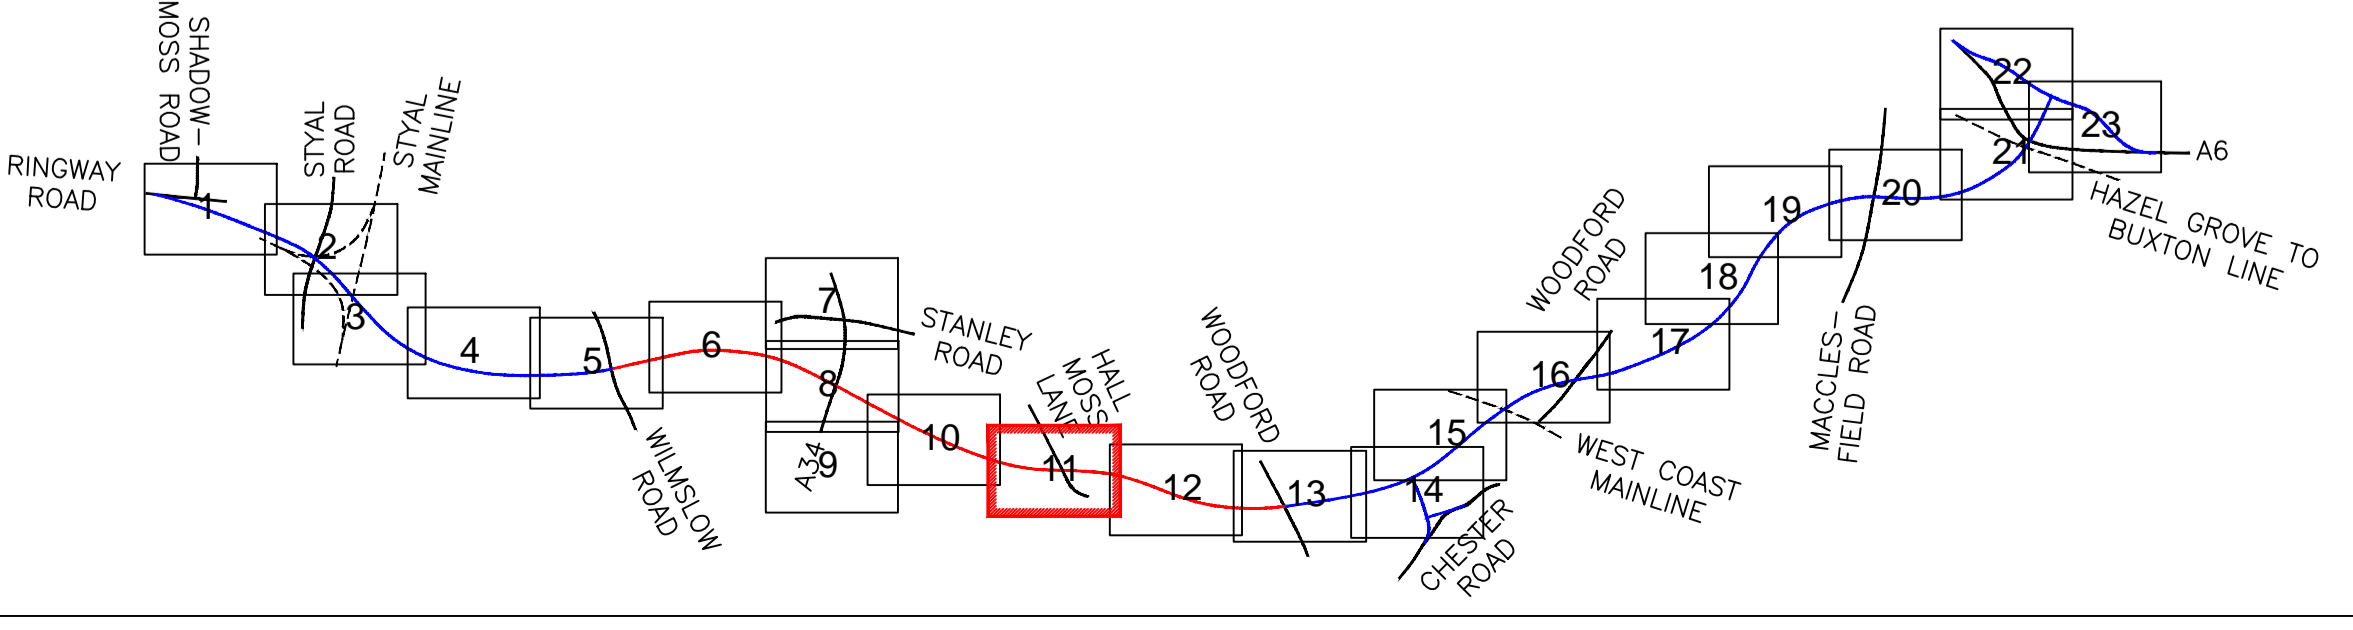 SHADOW-
MOSS ROAD
RINGWAY
ROAD
1
STYAL
ROAD
STYAL
MAINLINE
2
3
4
5
WILMSLOW
ROAD
6
7
STANLEY
ROAD
8
A34
9
10
HALL
MOSS
LANE
11
12
WOODFORD
ROAD
13
14
CHESTER
ROAD
15
WEST COAST
MAINLINE
16
WOODFORD
ROAD
17
18
19
20
MACCLES-
FIELD ROAD
21
22
23
A6
HAZEL GROVE TO
BUXTON LINE